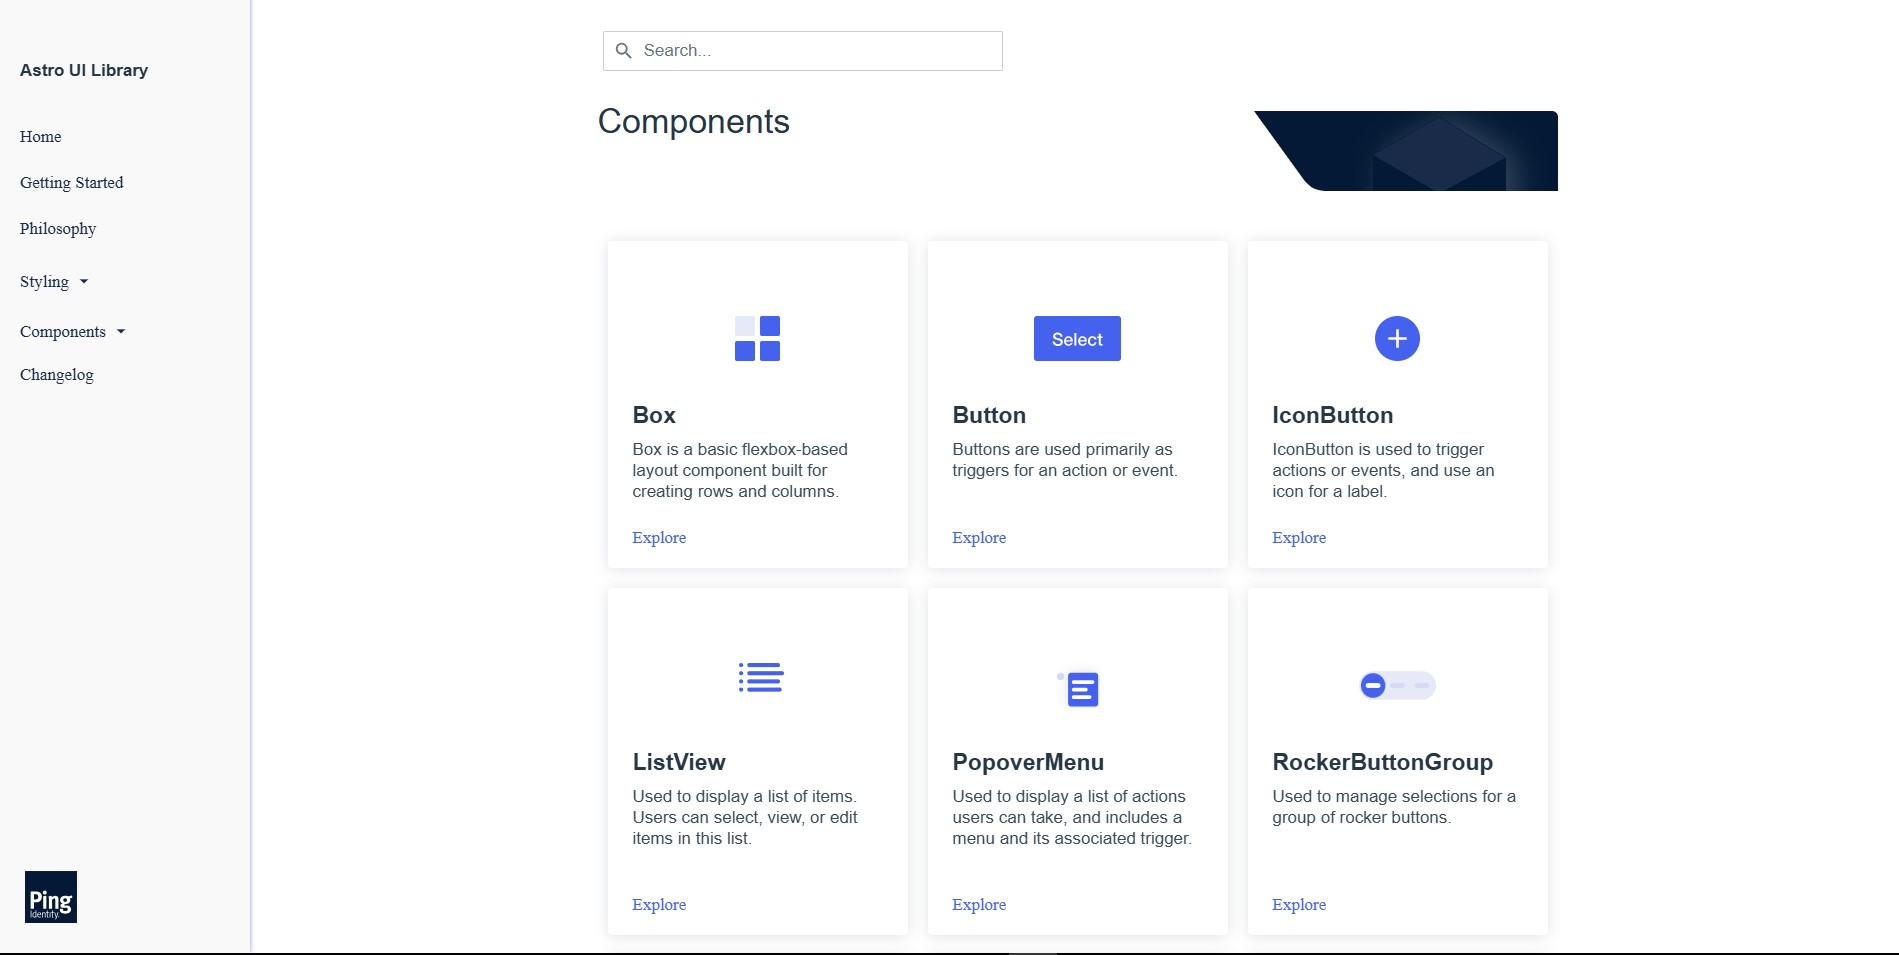 Astro UI Library
Home
Getting Started
Philosophy
Styling
Components
Changelog
Ping
Identity.
Search...
Components
Select
Box
Box is a basic flexbox-based
layout component built for
creating rows and columns.
Explore
Button
Buttons are used primarily as
triggers for an action or event.
Explore
IconButton
IconButton is used to trigger
actions or events, and use an
icon for a label.
Explore
ListView
Used to display a list of items.
Users can select, view, or edit
items in this list.
Explore
PopoverMenu
Used to display a list of actions
users can take, and includes a
menu and its associated trigger.
Explore
RockerButtonGroup
Used to manage selections for a
group of rocker buttons.
Explore